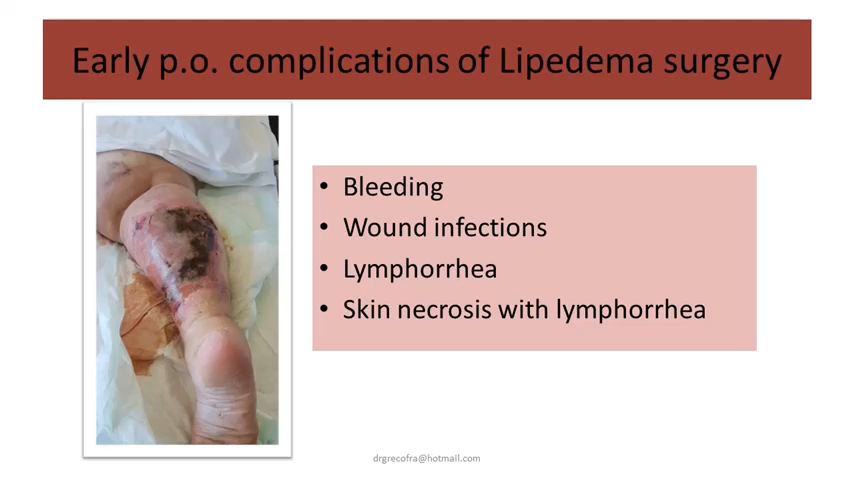 Early p.o. complications of Lipedema surgery
• Bleeding
• Wound infections
• Lymphorrhea
• Skin necrosis with lymphorrhea
drgrecofra@hotmail.com